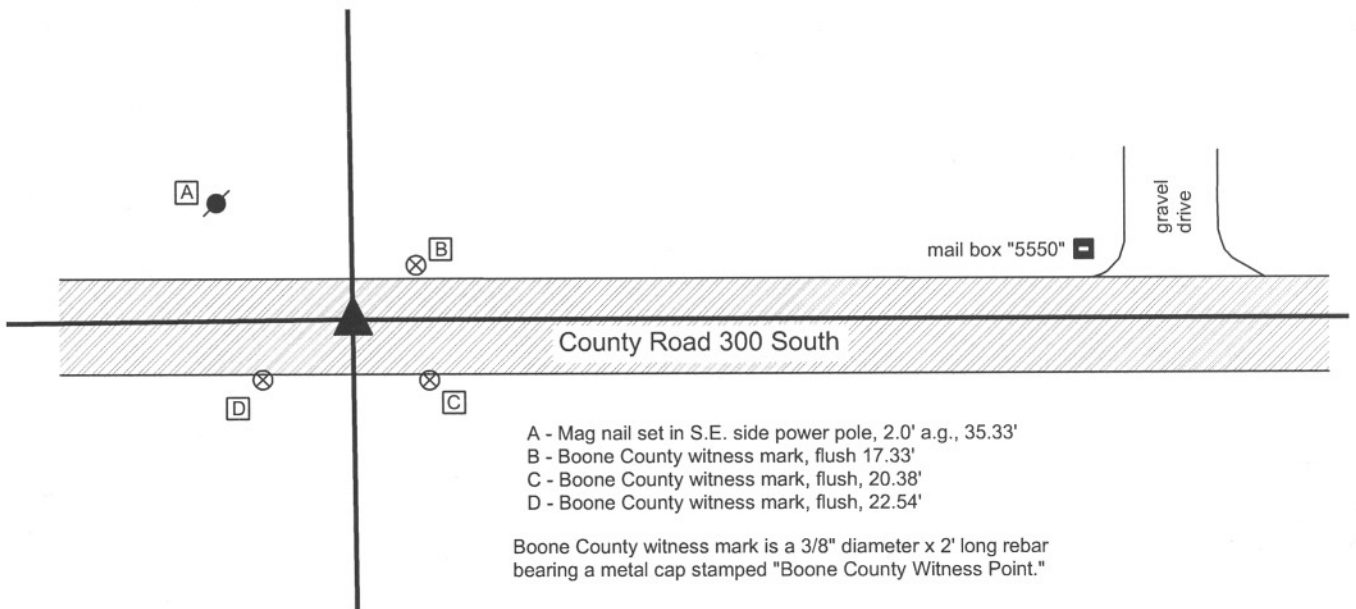 A
B
mail box "5550"
gravel
drive
County Road 300 South
D
C
A - Mag nail set in S.E. side power pole, 2.0' a.g., 35.33'
B - Boone County witness mark, flush 17.33'
C - Boone County witness mark, flush, 20.38'
D - Boone County witness mark, flush, 22.54'
Boone County witness mark is a 3/8" diameter x 2' long rebar
bearing a metal cap stamped "Boone County Witness Point."